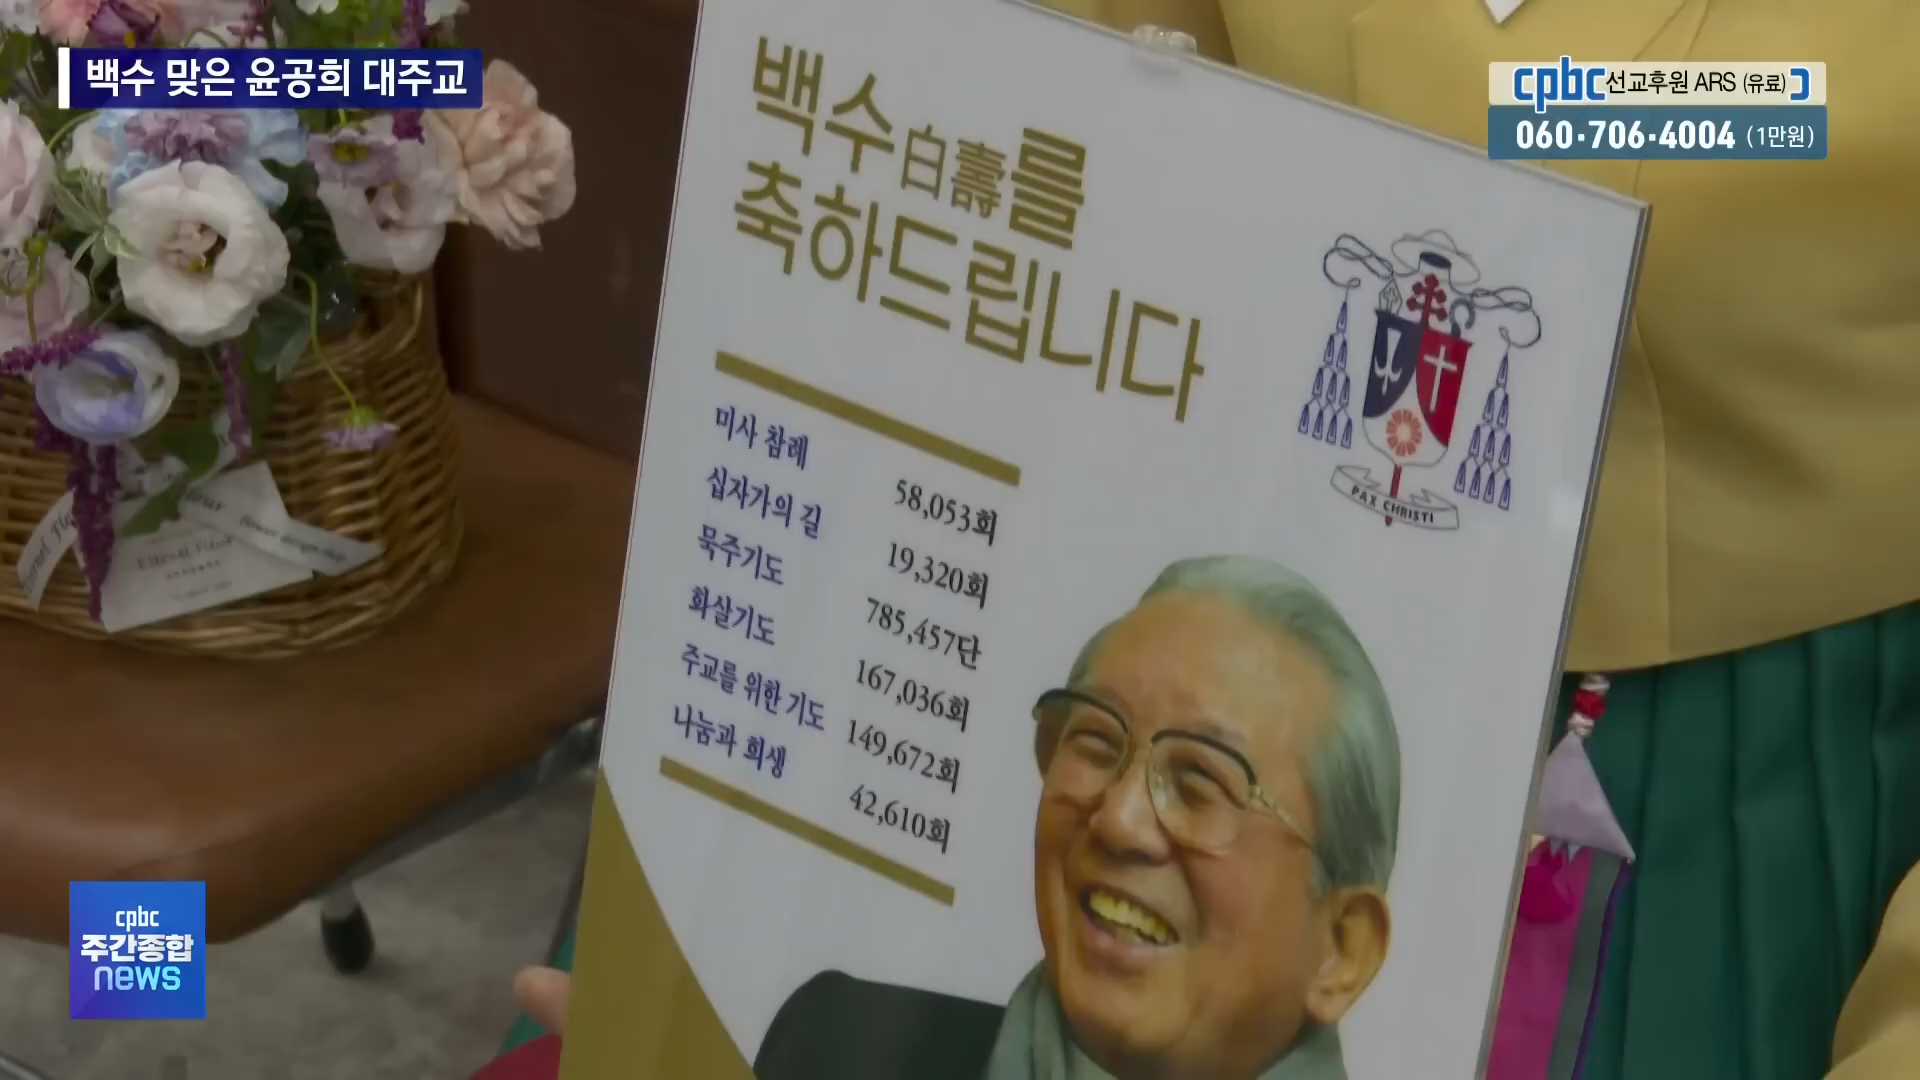 백수 맞은 윤공희 대주교
cpbc 선교후원 ARS (유료)
060·706·4004 (1만원)
백수白壽를
축하드립니다
미사 참례 58,053회
십자가의 길 19,320회
묵주기도 785,457단
화살기도 167,036회
주교를 위한 기도 149,672회
나눔과 희생 42,610회
PAX CHRISTI
cpbc
주간종합
news